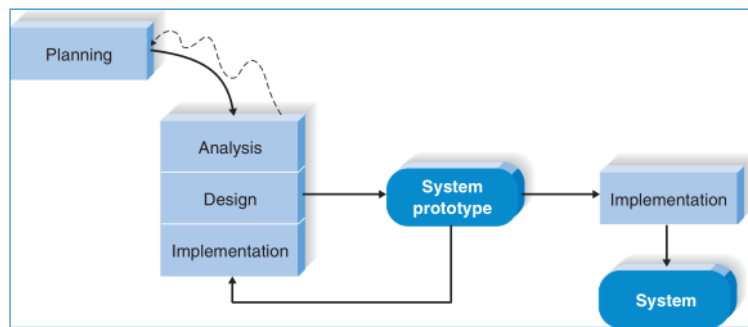 Planning
Analysis
Design
Implementation
System
prototype
Implementation
System